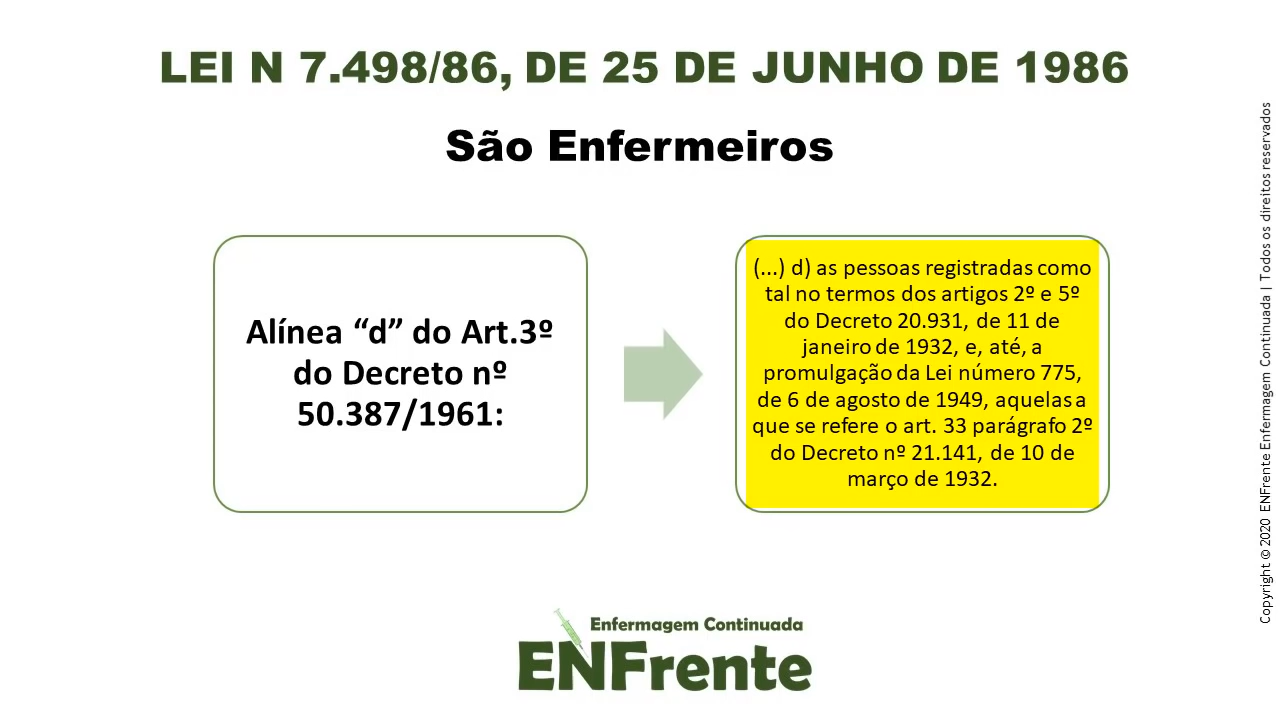 LEI N 7.498/86, DE 25 DE JUNHO DE 1986
São Enfermeiros
Alínea “d” do Art.3º
do Decreto nº
50.387/1961:
(...) d) as pessoas registradas como
tal no termos dos artigos 2º e 5º
do Decreto 20.931, de 11 de
janeiro de 1932, e, até, a
promulgação da Lei número 775,
de 6 de agosto de 1949, aquelas a
que se refere o art. 33 parágrafo 2º
do Decreto nº 21.141, de 10 de
março de 1932.
Enfermagem Continuada
ENFrente
Copyright © 2020 ENFrente Enfermagem Continuada | Todos os direitos reservados